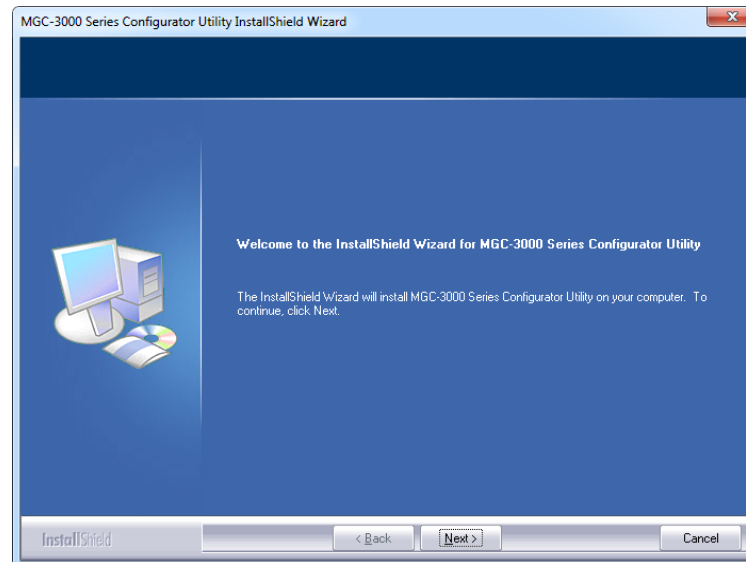 MGC-3000 Series Configurator Utility InstallShield Wizard
Welcome to the InstallShield Wizard for MGC-3000 Series Configurator Utility
The InstallShield Wizard will install MGC-3000 Series Configurator Utility on your computer. To
continue, click Next.
InstallShield
< Back
Next >
Cancel